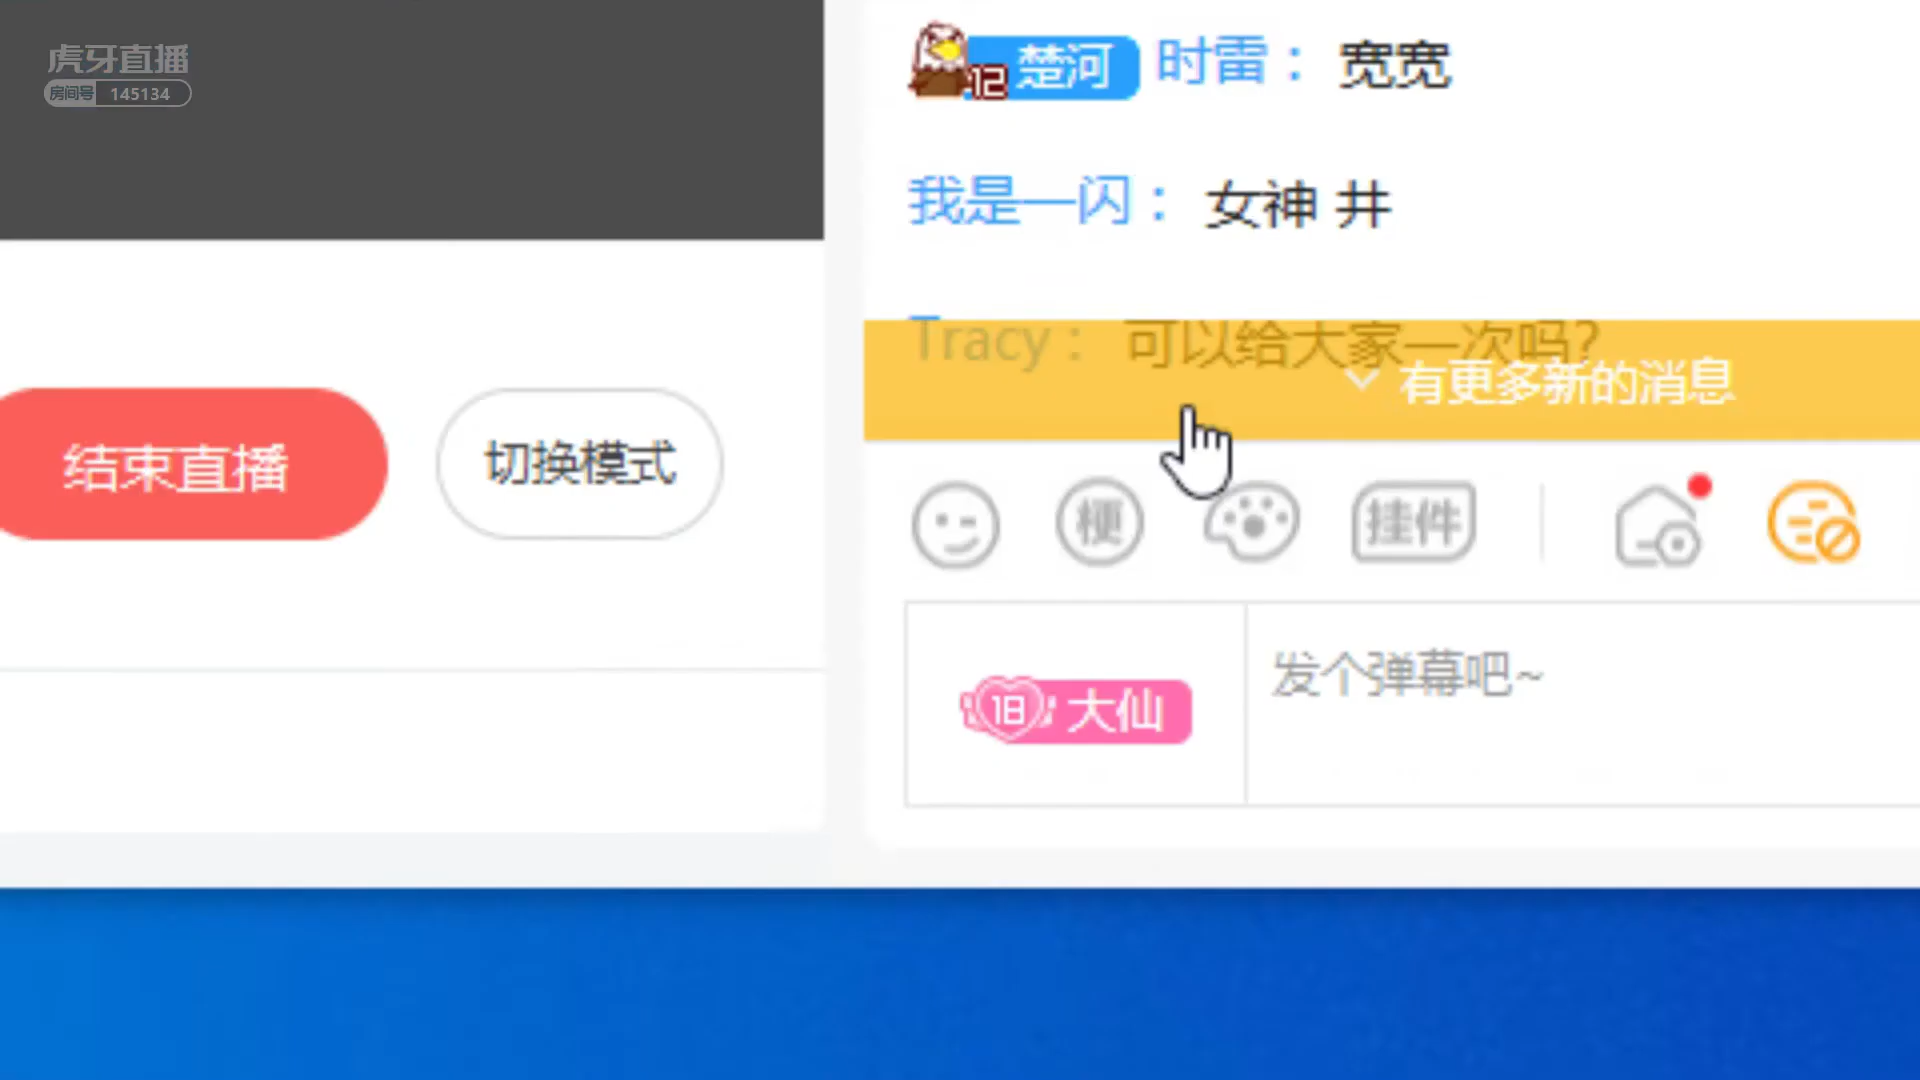 虎牙直播
房间号 145134
12 楚河 时雷： 宽宽
我是一闪： 女神 井
Tracy： 可以给大家一次吗?
有更多新的消息
结束直播
切换模式
梗
挂件
18 大仙
发个弹幕吧~